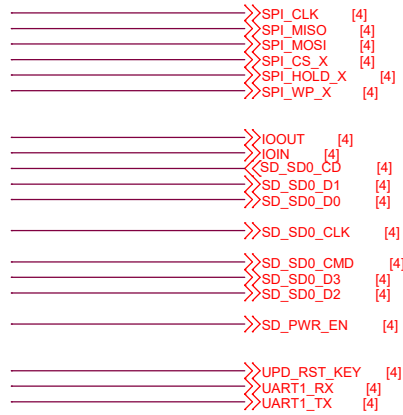 SPI_CLK [4]
SPI_MISO [4]
SPI_MOSI [4]
SPI_CS_X [4]
SPI_HOLD_X [4]
SPI_WP_X [4]
IOOUT [4]
IOIN [4]
SD_SD0_CD [4]
SD_SD0_D1 [4]
SD_SD0_D0 [4]
SD_SD0_CLK [4]
SD_SD0_CMD [4]
SD_SD0_D3 [4]
SD_SD0_D2 [4]
SD_PWR_EN [4]
UPD_RST_KEY [4]
UART1_RX [4]
UART1_TX [4]